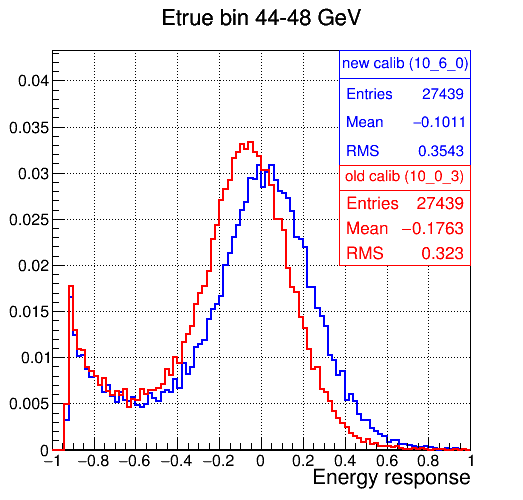 Etrue bin 44-48 GeV
new calib (10_6_0)
Entries 27439
Mean −0.1011
RMS 0.3543
old calib (10_0_3)
Entries 27439
Mean −0.1763
RMS 0.323
0.04
0.035
0.03
0.025
0.02
0.015
0.01
0.005
0
−1 −0.8 −0.6 −0.4 −0.2 0 0.2 0.4 0.6 0.8 1
Energy response